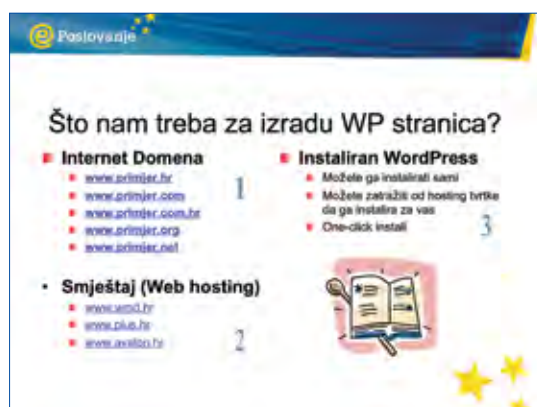 @ Poslovanje
Što nam treba za izradu WP stranica?
Internet Domena
www.primjer.hr
www.primjer.com
www.primjer.com.hr
www.primjer.org
www.primjer.net
1
Smještaj (Web hosting)
www.plus.hr
www.avalon.hr
2
Instaliran WordPress
Možete ga instalirati sami
Možete zatražiti od hosting tvrtke
da ga instalira za vas
One-click install
3